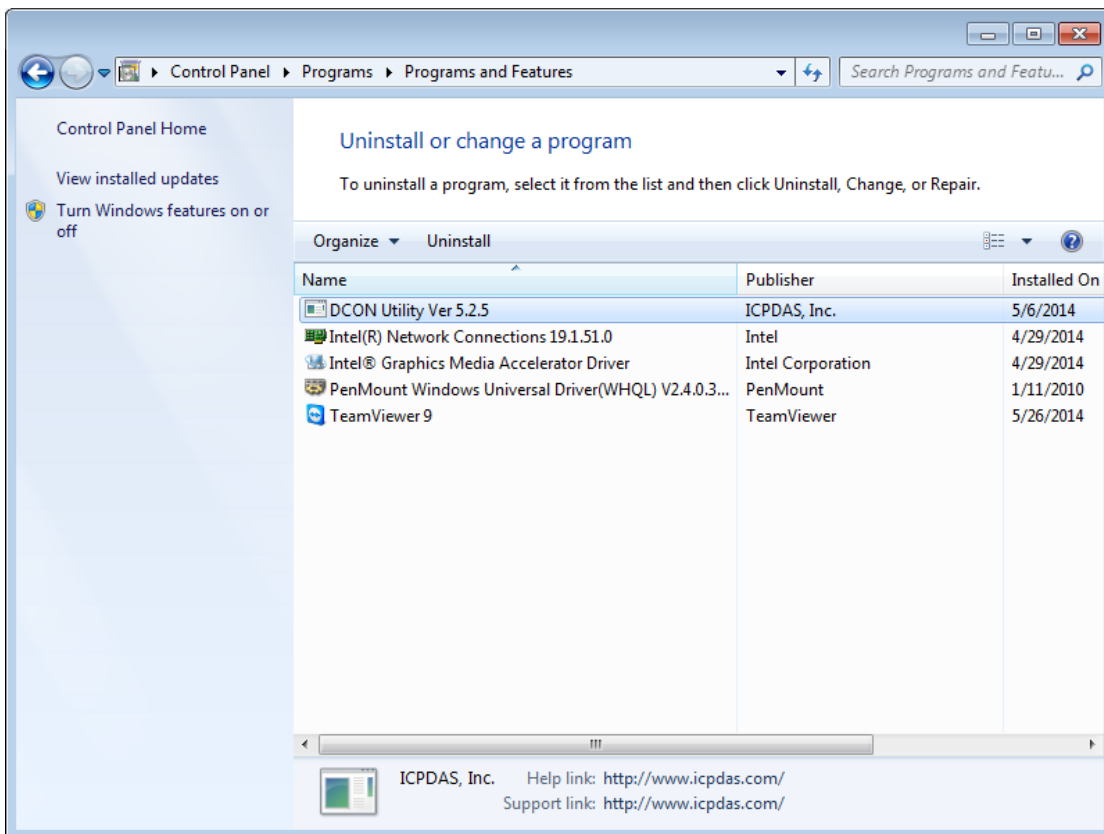 Control Panel Programs Programs and Features Search Programs and Featu...
Control Panel Home
View installed updates
Turn Windows features on or
off
Uninstall or change a program
To uninstall a program, select it from the list and then click Uninstall, Change, or Repair.
Organize Uninstall
Name Publisher Installed On
DCON Utility Ver 5.2.5 ICPDAS, Inc. 5/6/2014
Intel(R) Network Connections 19.1.51.0 Intel 4/29/2014
Intel® Graphics Media Accelerator Driver Intel Corporation 4/29/2014
PenMount Windows Universal Driver(WHQL) V2.4.0.3... PenMount 1/11/2010
TeamViewer 9 TeamViewer 5/26/2014
ICPDAS, Inc. Help link: http://www.icpdas.com/
Support link: http://www.icpdas.com/